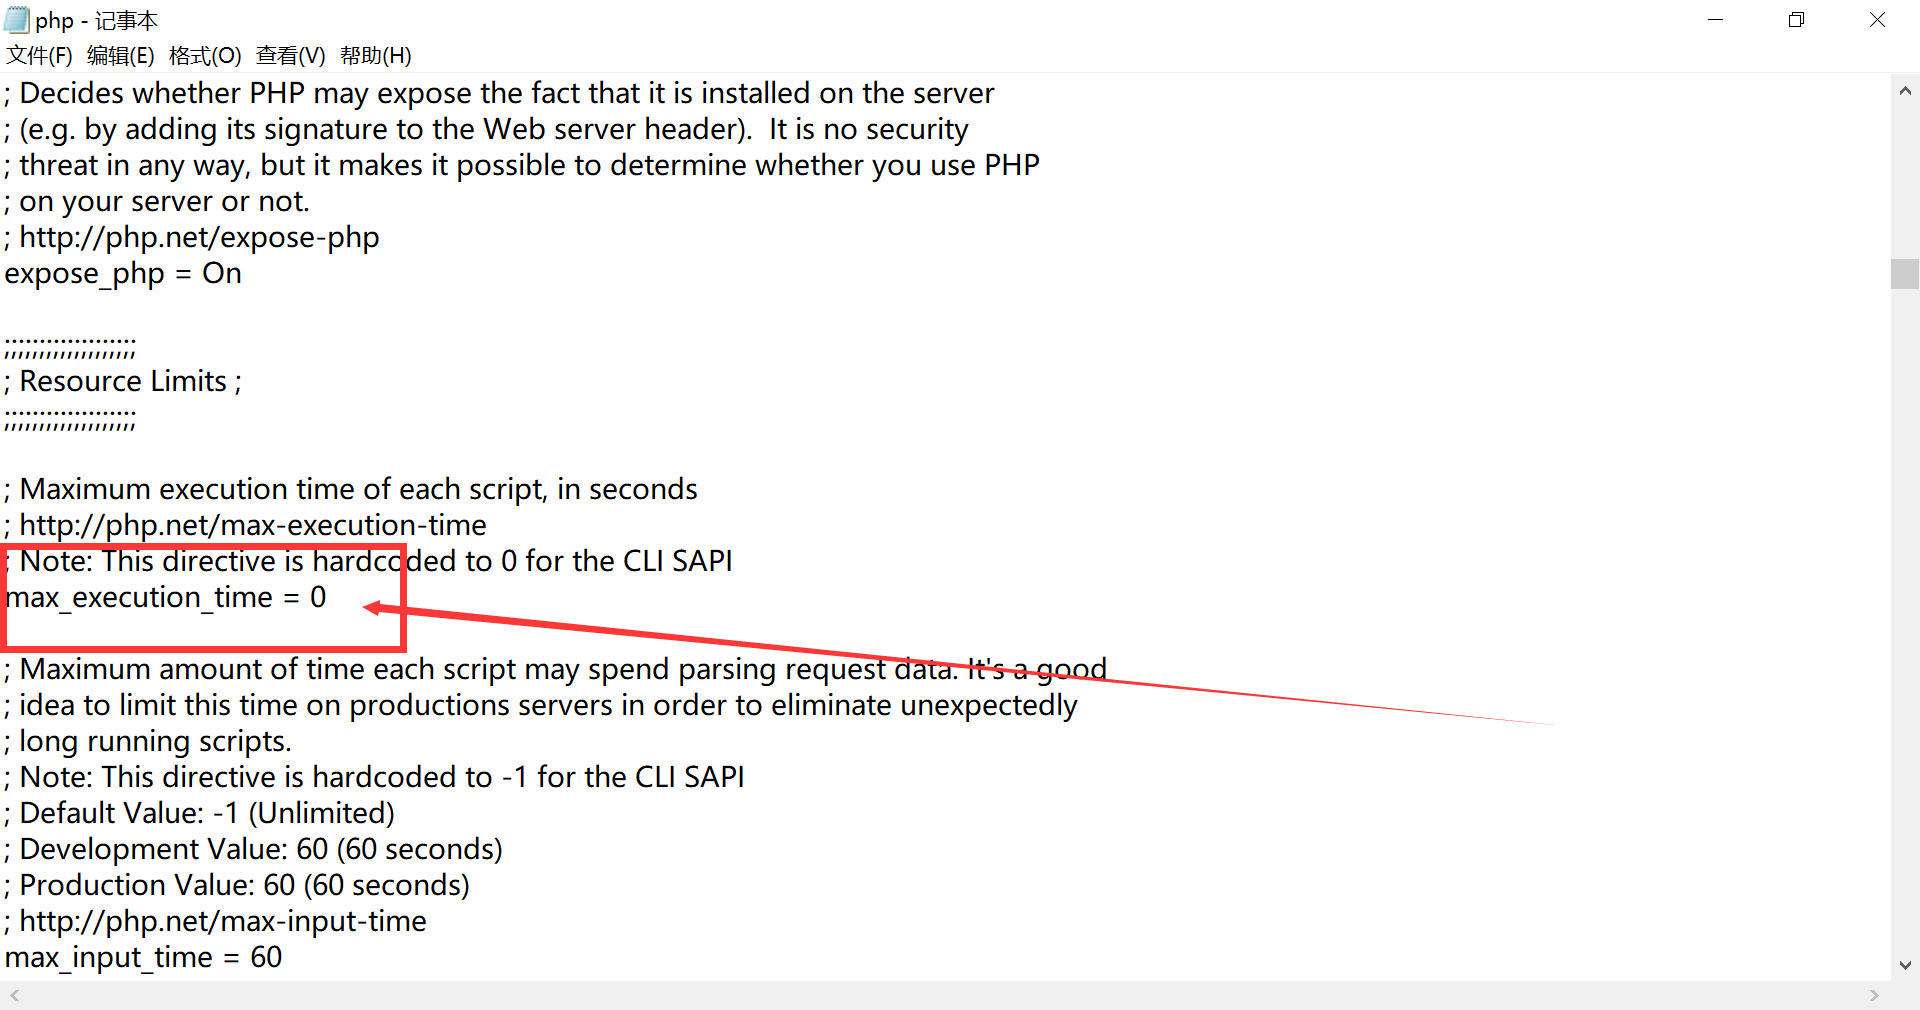 php - 记事本
文件(F) 编辑(E) 格式(O) 查看(V) 帮助(H)
; Decides whether PHP may expose the fact that it is installed on the server
; (e.g. by adding its signature to the Web server header).  It is no security
; threat in any way, but it makes it possible to determine whether you use PHP
; on your server or not.
; http://php.net/expose-php
expose_php = On
;;;;;;;;;;;;;;;;;;;
; Resource Limits ;
;;;;;;;;;;;;;;;;;;;
; Maximum execution time of each script, in seconds
; http://php.net/max-execution-time
; Note: This directive is hardcoded to 0 for the CLI SAPI
max_execution_time = 0
; Maximum amount of time each script may spend parsing request data. It's a good
; idea to limit this time on productions servers in order to eliminate unexpectedly
; long running scripts.
; Note: This directive is hardcoded to -1 for the CLI SAPI
; Default Value: -1 (Unlimited)
; Development Value: 60 (60 seconds)
; Production Value: 60 (60 seconds)
; http://php.net/max-input-time
max_input_time = 60